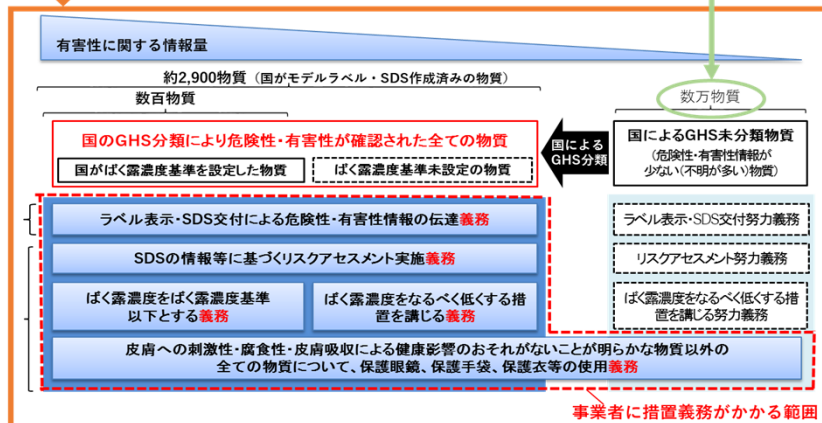 有害性に関する情報量
約2,900物質（国がモデルラベル・SDS作成済みの物質）
数百物質
数万物質
国のGHS分類により危険性・有害性が確認された全ての物質
国がばく露濃度基準を設定した物質
ばく露濃度基準未設定の物質
国による
GHS分類
国によるGHS未分類物質
（危険性・有害性情報が
少ない（不明が多い）物質）
ラベル表示・SDS交付による危険性・有害性情報の伝達義務
ラベル表示・SDS交付努力義務
SDSの情報等に基づくリスクアセスメント実施義務
リスクアセスメント努力義務
ばく露濃度をばく露濃度基準
以下とする義務
ばく露濃度をなるべく低くする措
置を講じる義務
ばく露濃度をなるべく低くする措
置を講じる努力義務
皮膚への刺激性・腐食性・皮膚吸収による健康影響のおそれがないことが明らかな物質以外の
全ての物質について、保護眼鏡、保護手袋、保護衣等の使用義務
事業者に措置義務がかかる範囲